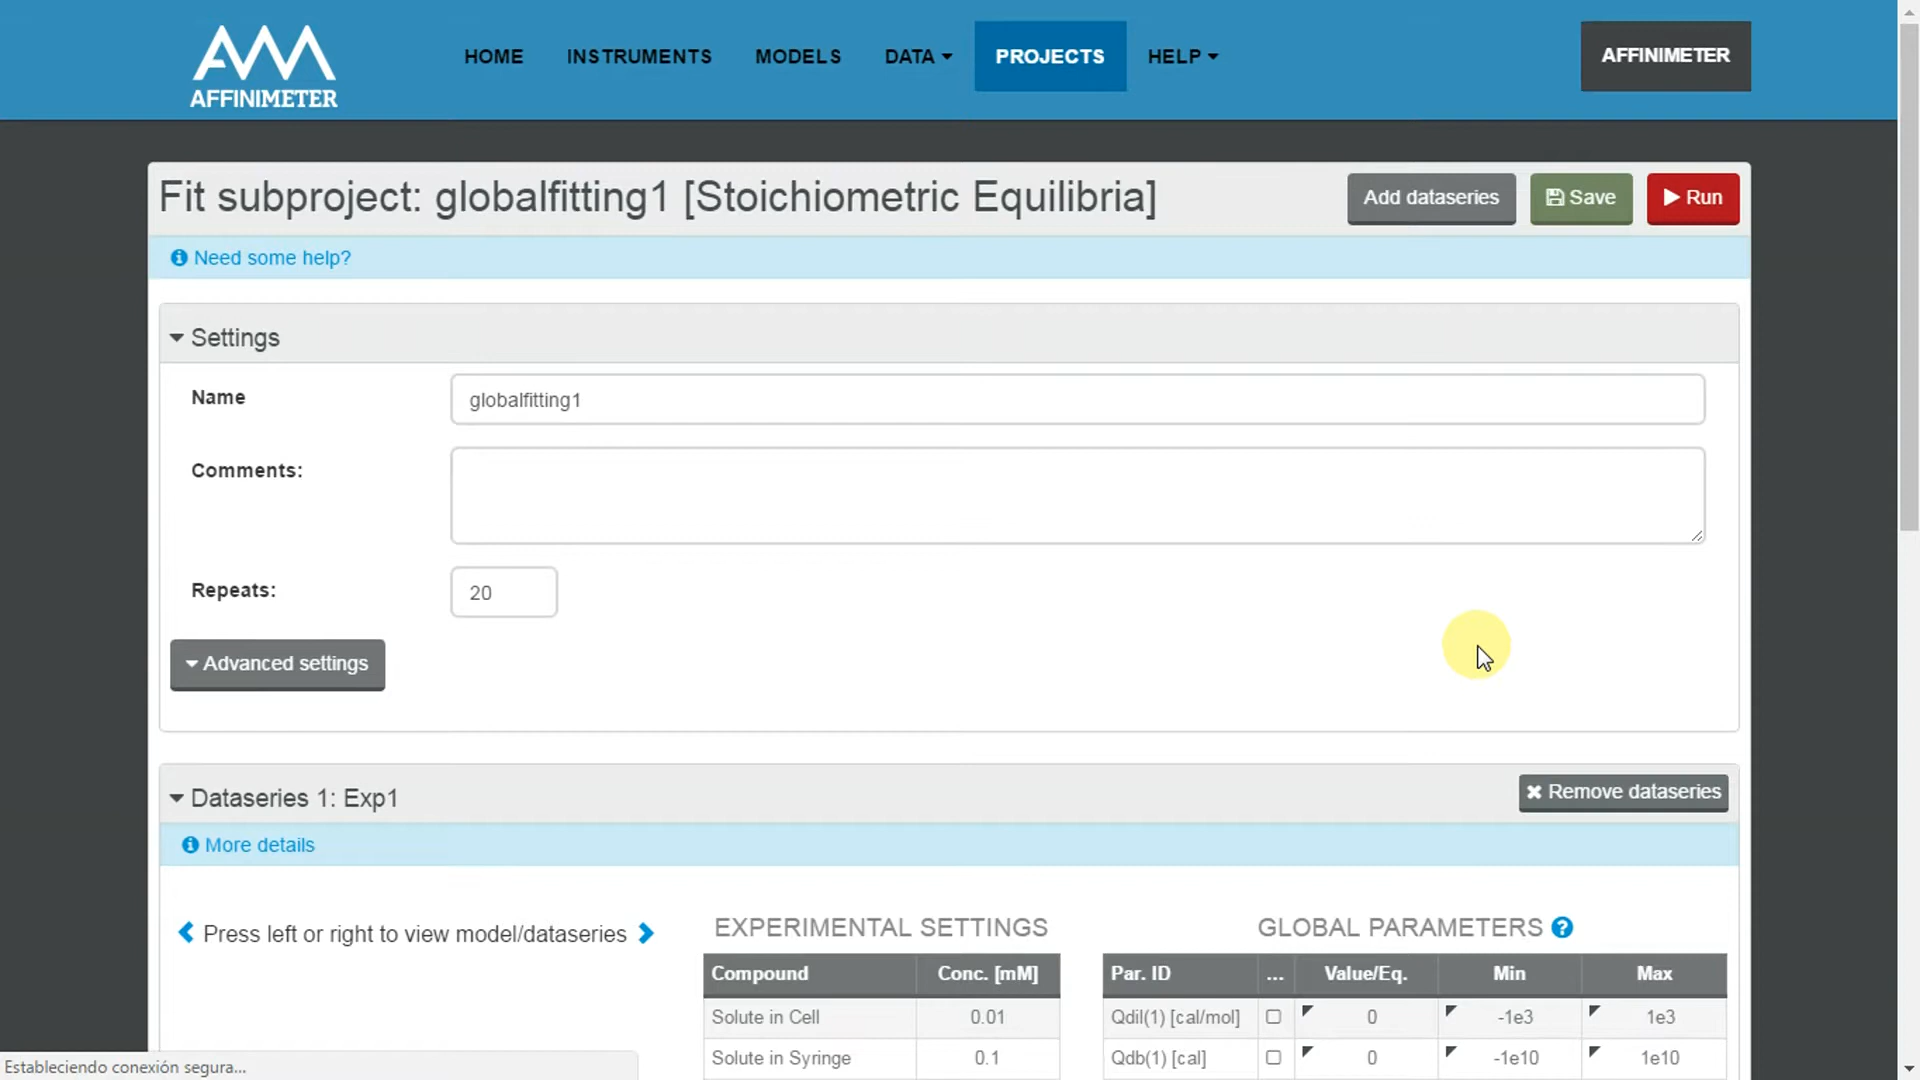 AFFINIMETER
HOME INSTRUMENTS MODELS DATA PROJECTS HELP AFFINIMETER
Fit subproject: globalfitting1 [Stoichiometric Equilibria] Add dataseries Save Run
Need some help?
Settings
Name globalfitting1
Comments:
Repeats: 20
Advanced settings
Dataseries 1: Exp1 Remove dataseries
More details
Press left or right to view model/dataseries
EXPERIMENTAL SETTINGS
Compound Conc. [mM]
Solute in Cell 0.01
Solute in Syringe 0.1
GLOBAL PARAMETERS ?
Par. ID ... Value/Eq. Min Max
Qdil(1) [cal/mol] 0 -1e3 1e3
Qdb(1) [cal] 0 -1e10 1e10
Estableciendo conexión segura...